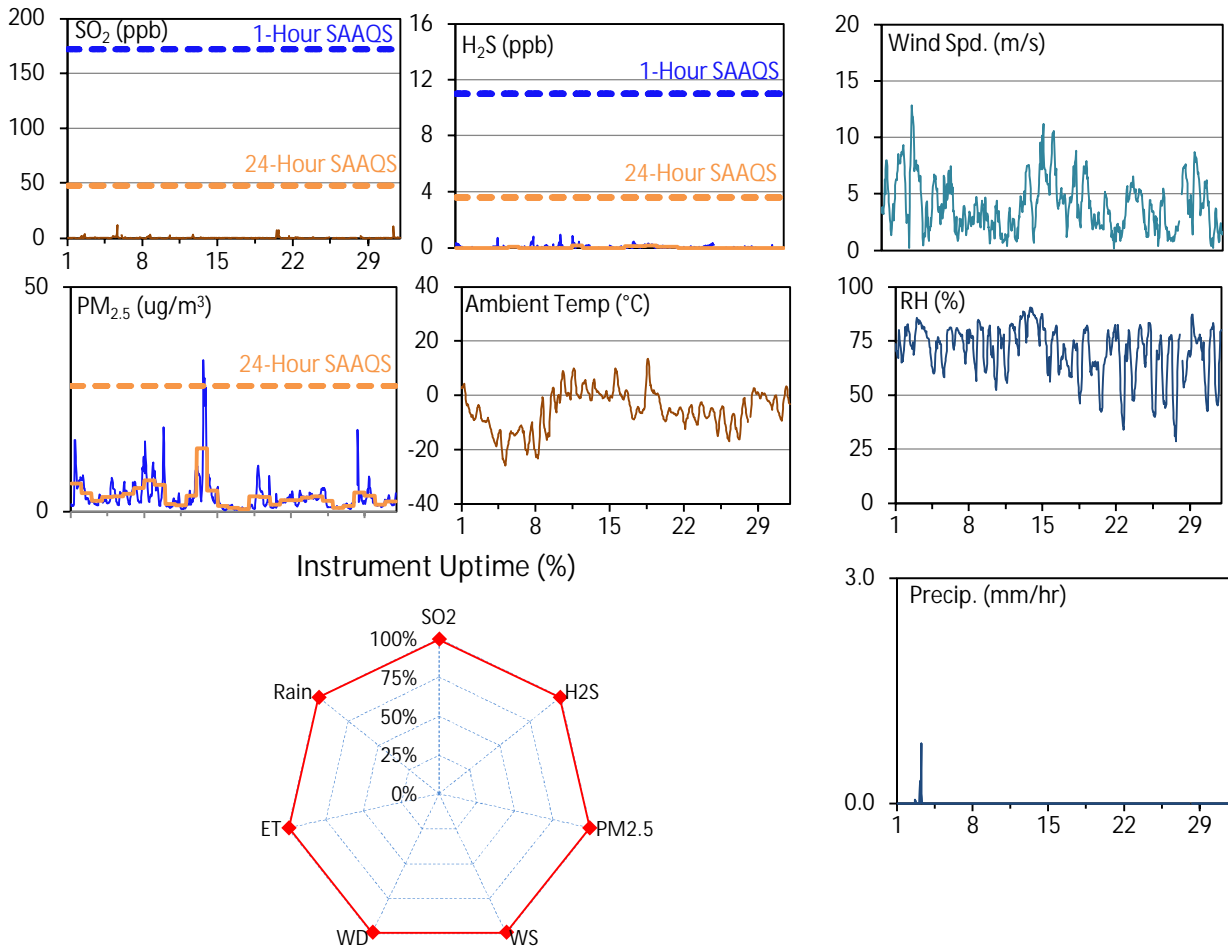 SO₂ (ppb)
1-Hour SAAQS
24-Hour SAAQS
200
150
100
50
0
1 8 15 22 29
H₂S (ppb)
1-Hour SAAQS
24-Hour SAAQS
16
12
8
4
0
Wind Spd. (m/s)
20
15
10
5
0
PM₂.₅ (ug/m³)
24-Hour SAAQS
50
0
Ambient Temp (°C)
40
20
0
-20
-40
1 8 15 22 29
RH (%)
100
75
50
25
0
1 8 15 22 29
Instrument Uptime (%)
SO2
H2S
PM2.5
WS
WD
ET
Rain
100%
75%
50%
25%
0%
Precip. (mm/hr)
3.0
0.0
1 8 15 22 29